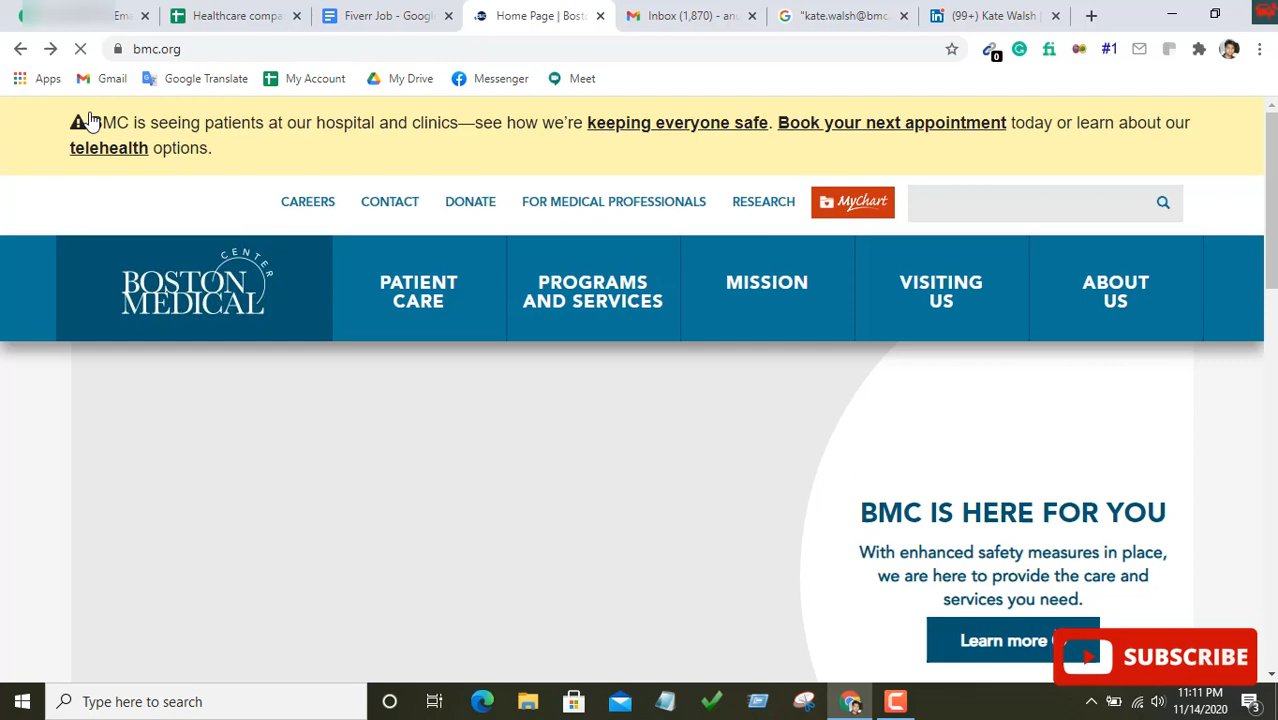 Ema
Healthcare compa
Fiverr Job - Google
Home Page | Bost
Inbox (1,870) - an
"kate.walsh@bmc.
(99+) Kate Walsh |
bmc.org
0
#1
Apps
Gmail
Google Translate
My Account
My Drive
Messenger
Meet
BMC is seeing patients at our hospital and clinics—see how we're keeping everyone safe. Book your next appointment today or learn about our
telehealth options.
CAREERS
CONTACT
DONATE
FOR MEDICAL PROFESSIONALS
RESEARCH
MyChart
BOSTON
MEDICAL
CENTER
PATIENT
CARE
PROGRAMS
AND SERVICES
MISSION
VISITING
US
ABOUT
US
BMC IS HERE FOR YOU
With enhanced safety measures in place,
we are here to provide the care and
services you need.
Learn more
SUBSCRIBE
Type here to search
11:11 PM
11/14/2020
3